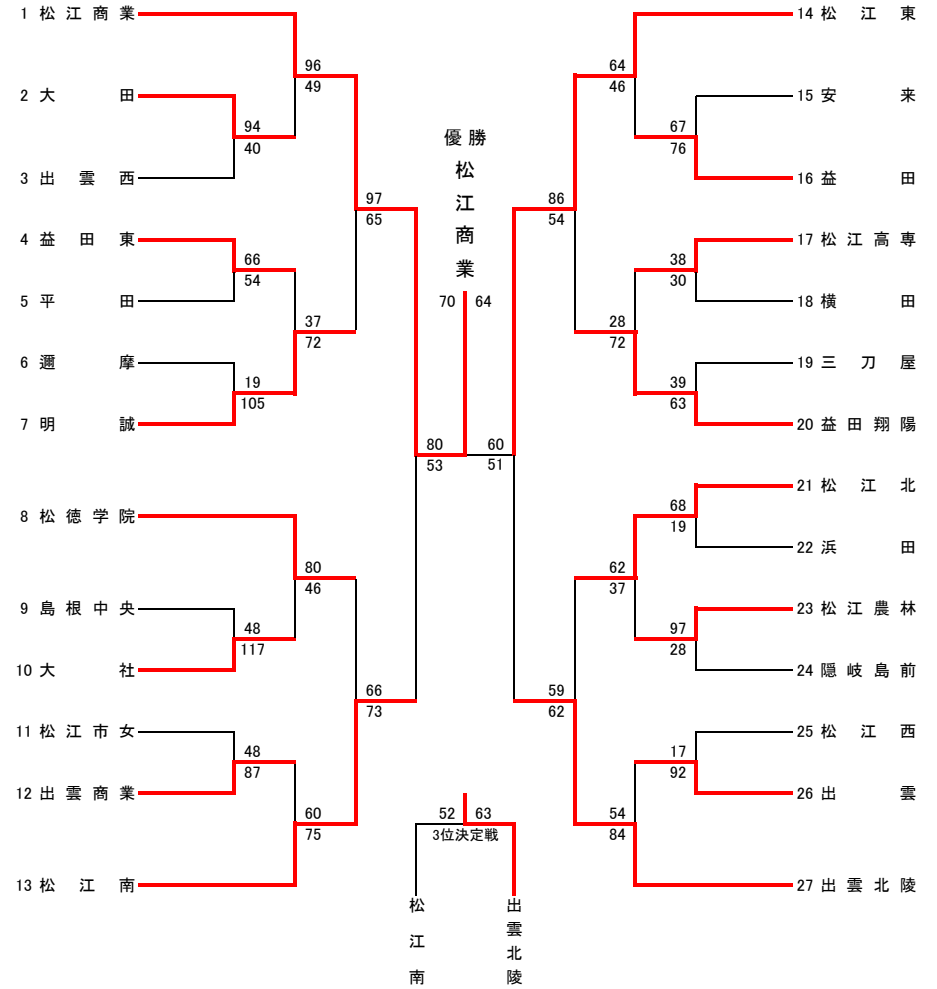 1 松江商業
96
49
2 大田
94
40
3 出雲西
97
65
4 益田東
66
54
5 平田
37
72
6 邇摩
19
105
7 明誠
80
53
8 松徳学院
80
46
9 島根中央
48
117
10 大社
66
73
11 松江市女
48
87
12 出雲商業
60
75
13 松江南
優勝
松江商業
70 64
52 63
3位決定戦
松江南
出雲北陵
14 松江東
64
46
15 安来
67
76
16 益田
86
54
17 松江高専
38
30
18 横田
28
72
19 三刀屋
39
63
20 益田翔陽
60
51
21 松江北
68
19
22 浜田
62
37
23 松江農林
97
28
24 隠岐島前
59
62
25 松江西
17
92
26 出雲
54
84
27 出雲北陵